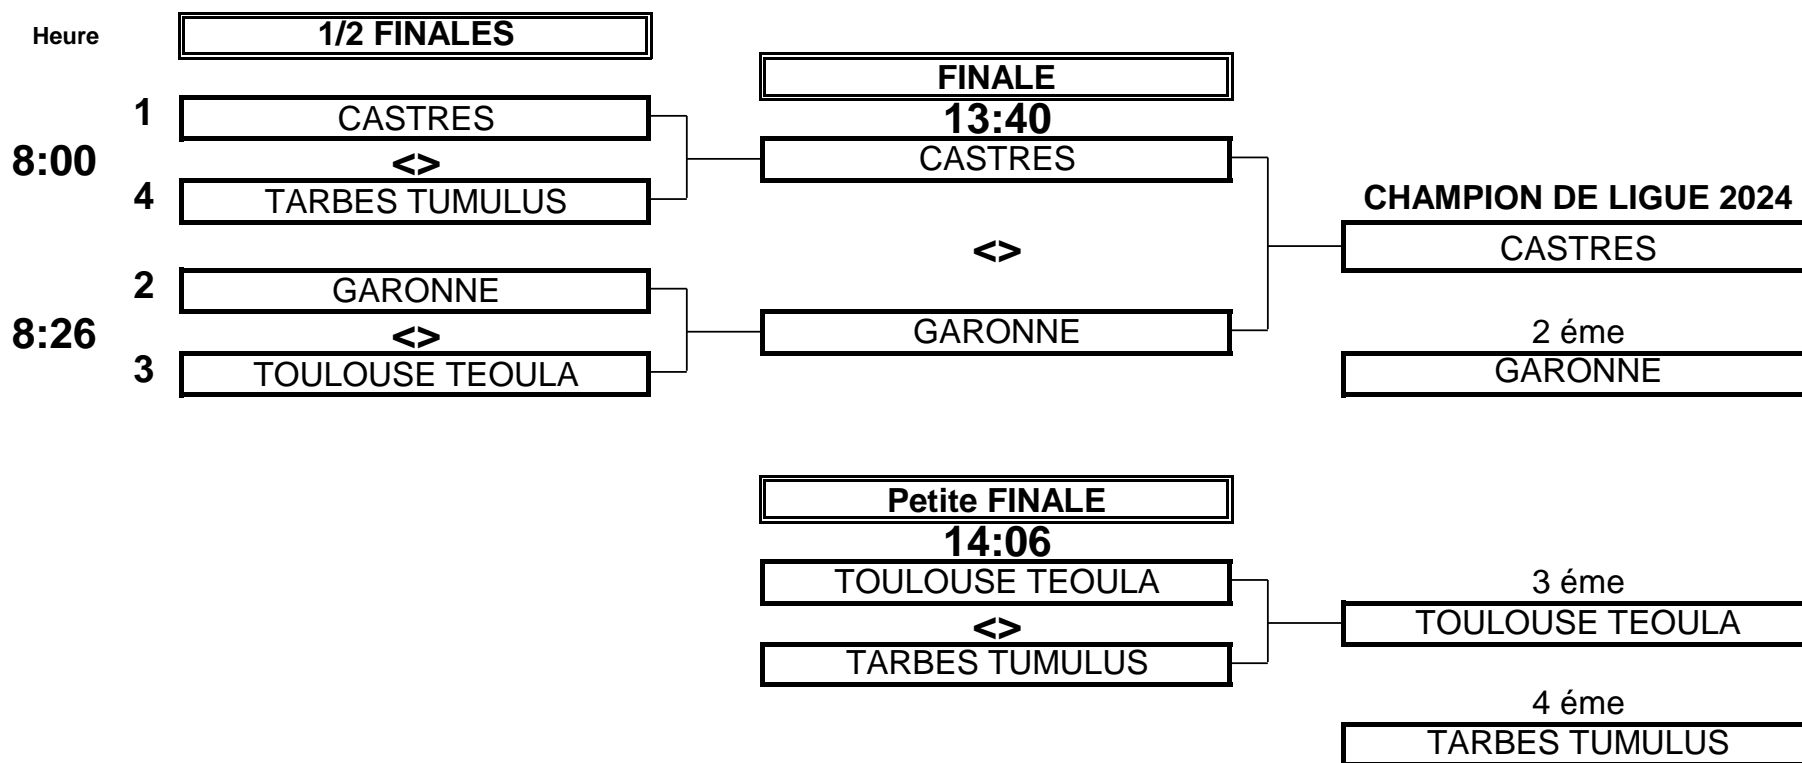 Heure
1/2 FINALES
FINALE
13:40
1
CASTRES
8:00
<>
4
TARBES TUMULUS
CASTRES
<>
2
GARONNE
8:26
<>
3
TOULOUSE TEOULA
GARONNE
CHAMPION DE LIGUE 2024
CASTRES
2 éme
GARONNE
Petite FINALE
14:06
TOULOUSE TEOULA
<>
TARBES TUMULUS
3 éme
TOULOUSE TEOULA
4 éme
TARBES TUMULUS